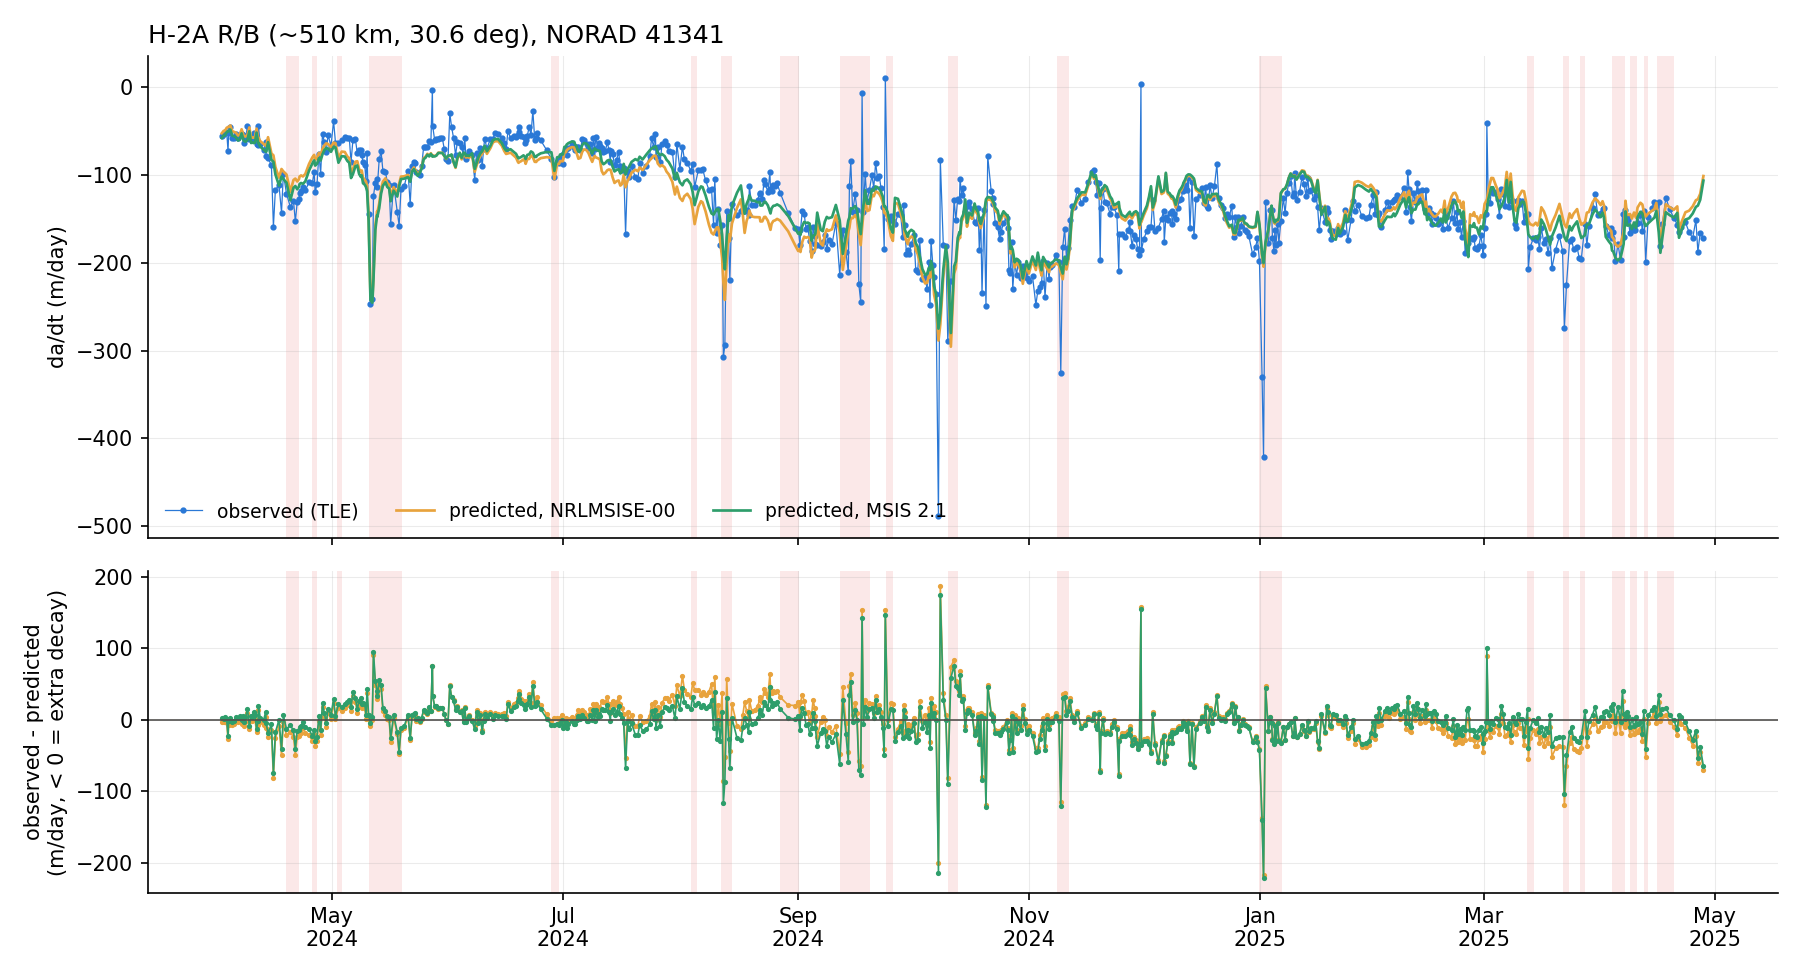 H-2A R/B (~510 km, 30.6 deg), NORAD 41341
da/dt (m/day)
0
−100
−200
−300
−400
−500
observed (TLE)
predicted, NRLMSISE-00
predicted, MSIS 2.1
observed - predicted
(m/day, < 0 = extra decay)
200
100
0
−100
−200
May
2024
Jul
2024
Sep
2024
Nov
2024
Jan
2025
Mar
2025
May
2025